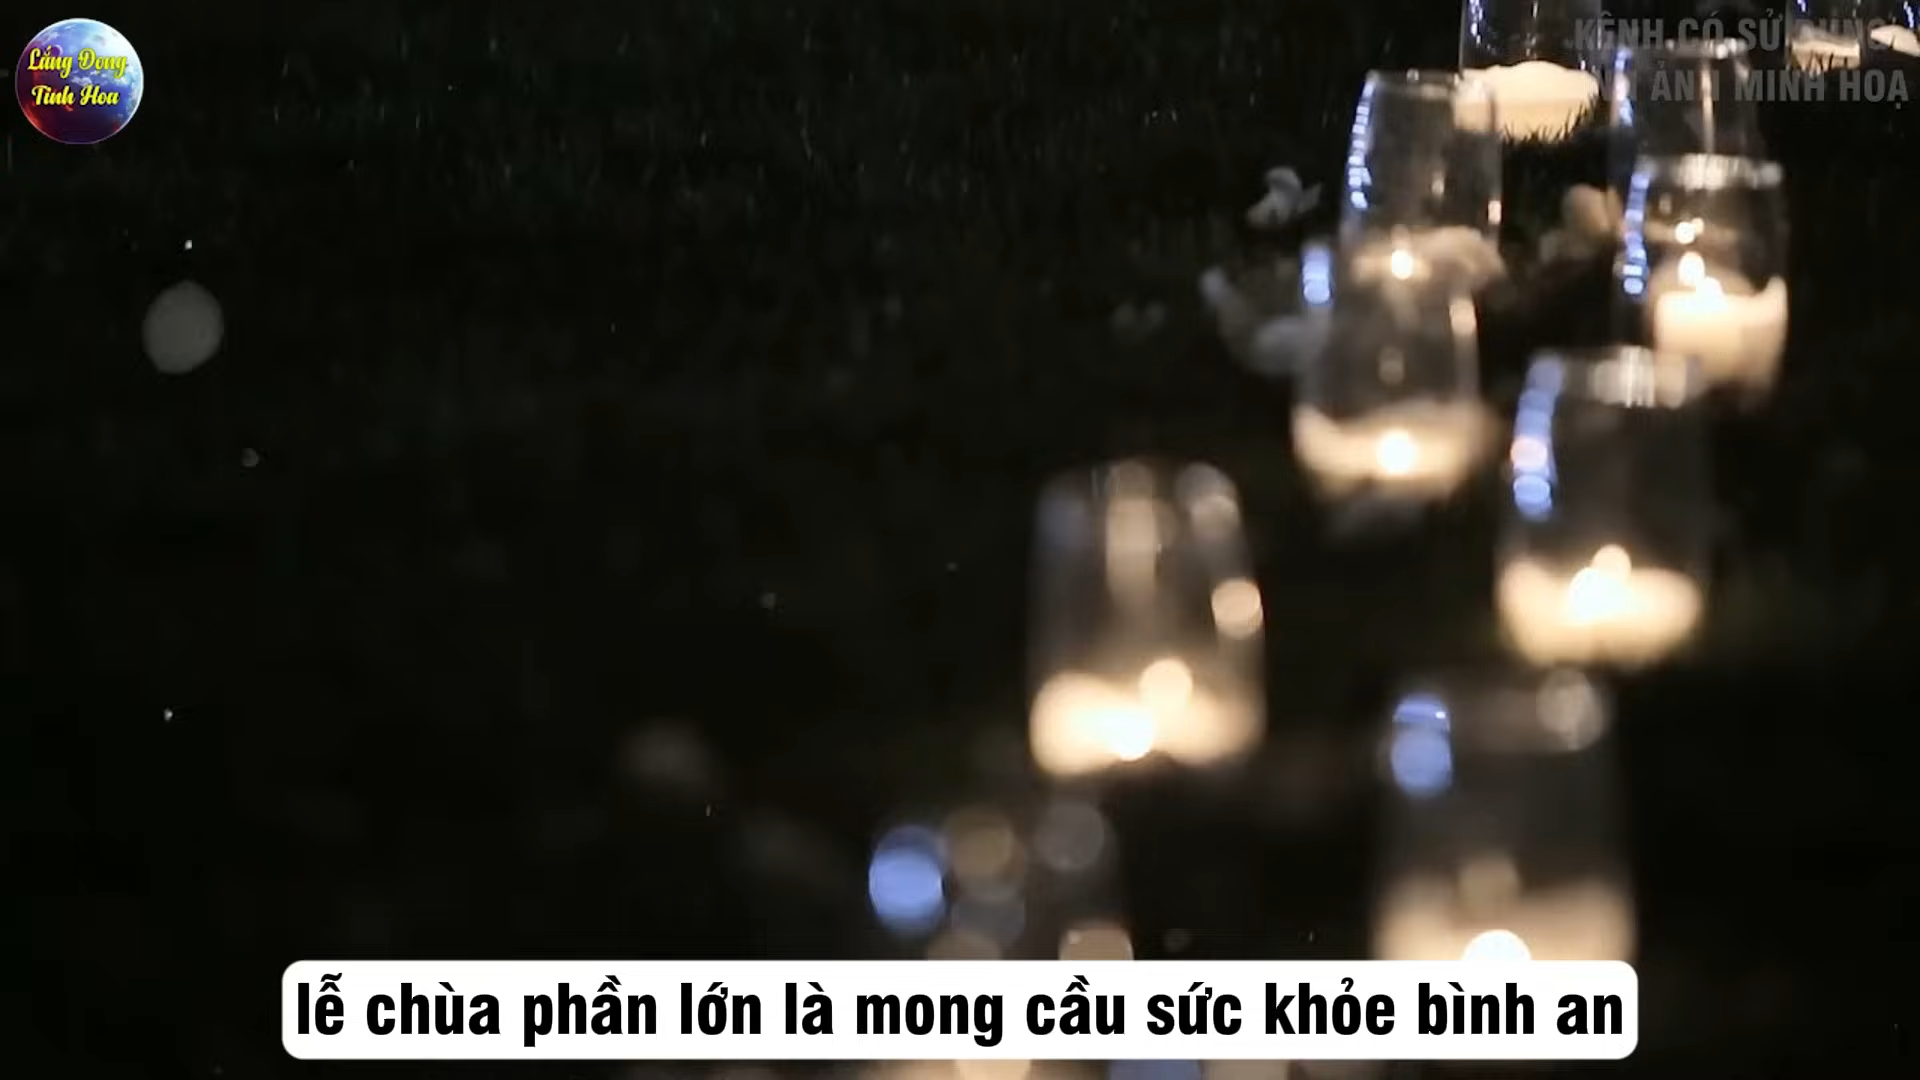 Lắng Đọng
Tinh Hoa
KÊNH CÓ SỬ DỤNG
ẢNH MINH HOẠ
lễ chùa phần lớn là mong cầu sức khỏe bình an